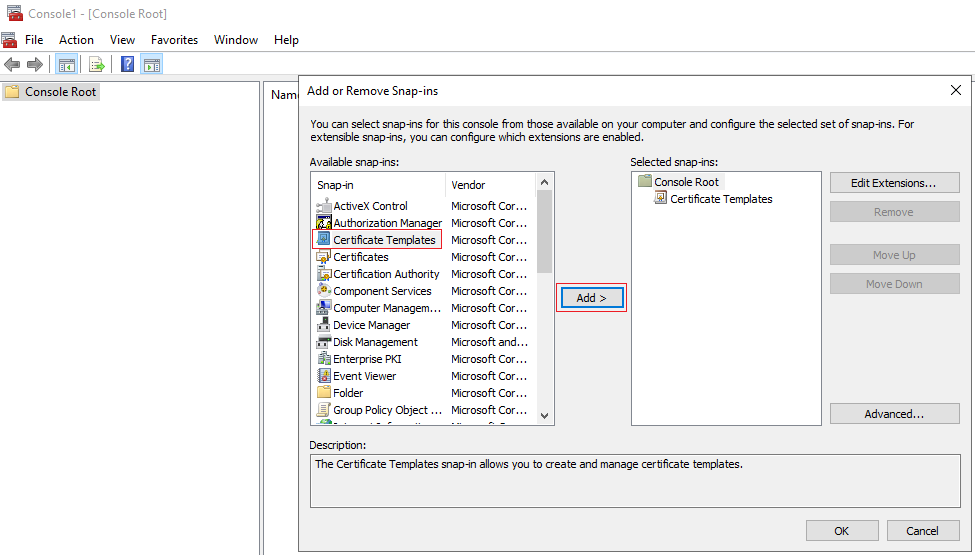 Console1 - [Console Root]
File Action View Favorites Window Help
Console Root
Name
Add or Remove Snap-ins
You can select snap-ins for this console from those available on your computer and configure the selected set of snap-ins. For
extensible snap-ins, you can configure which extensions are enabled.
Available snap-ins:
Snap-in Vendor
ActiveX Control Microsoft Cor...
Authorization Manager Microsoft Cor...
Certificate Templates Microsoft Cor...
Certificates Microsoft Cor...
Certification Authority Microsoft Cor...
Component Services Microsoft Cor...
Computer Managem... Microsoft Cor...
Device Manager Microsoft Cor...
Disk Management Microsoft and...
Enterprise PKI Microsoft Cor...
Event Viewer Microsoft Cor...
Folder Microsoft Cor...
Group Policy Object ... Microsoft Cor...
Add >
Selected snap-ins:
Console Root
Certificate Templates
Edit Extensions...
Remove
Move Up
Move Down
Advanced...
Description:
The Certificate Templates snap-in allows you to create and manage certificate templates.
OK Cancel